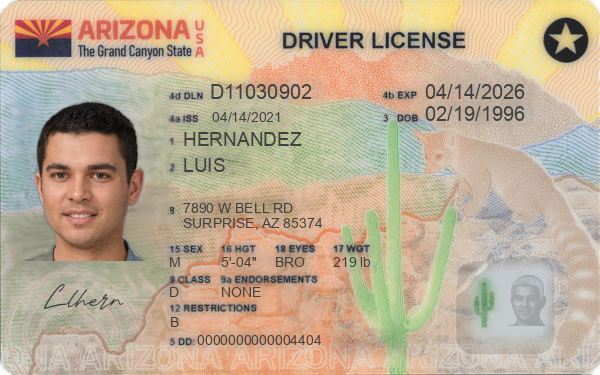 ARIZONA USA
The Grand Canyon State
DRIVER LICENSE
4d DLN D11030902
4b EXP 04/14/2026
4a ISS 04/14/2021
3 DOB 02/19/1996
1 HERNANDEZ
2 LUIS
8 7890 W BELL RD
SURPRISE, AZ 85374
15 SEX 16 HGT 18 EYES 17 WGT
M 5'-04" BRO 219 lb
9 CLASS 9a ENDORSEMENTS
D NONE
12 RESTRICTIONS
B
5 DD: 0000000000004404
ARIZONA ARIZONA ARIZONA ARIZONA